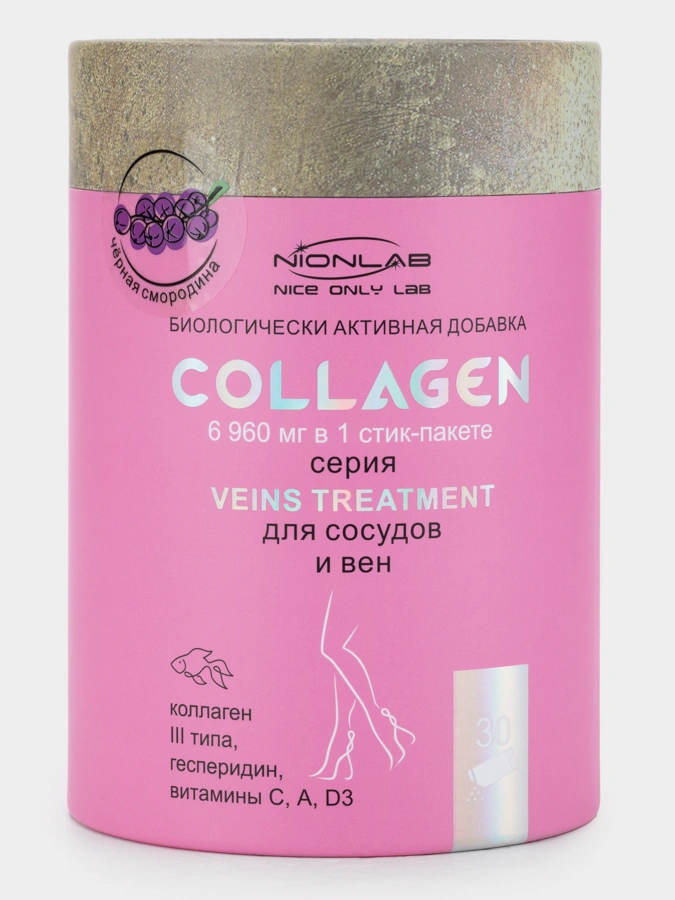 чёрная смородина
NIONLAB
NICE ONLY LAB
БИОЛОГИЧЕСКИ АКТИВНАЯ ДОБАВКА
COLLAGEN
6 960 мг в 1 стик-пакете
серия
VEINS TREATMENT
для сосудов
и вен
коллаген
III типа,
гесперидин,
витамины C, A, D3
30